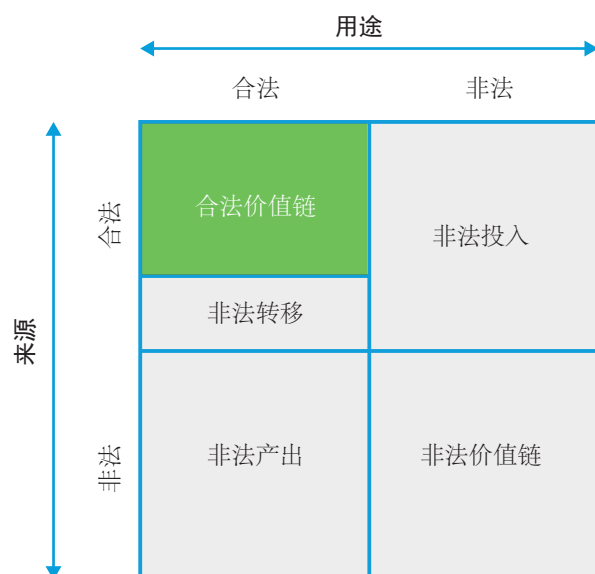 用途
合法
非法
合法
合法价值链
非法投入
非法转移
来源
非法
非法产出
非法价值链